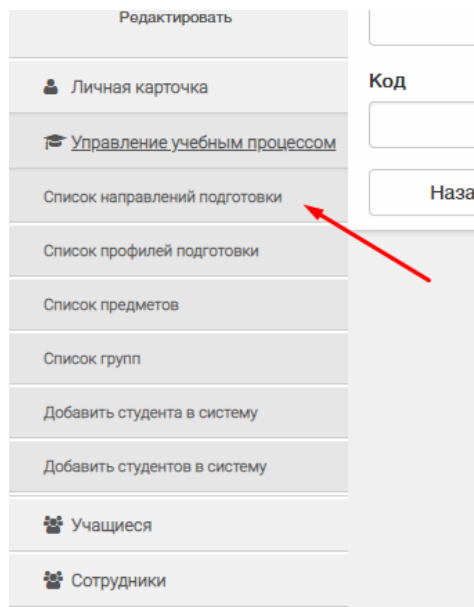 Редактировать
Личная карточка
Код
Управление учебным процессом
Список направлений подготовки
Список профилей подготовки
Список предметов
Список групп
Добавить студента в систему
Добавить студентов в систему
Учащиеся
Сотрудники